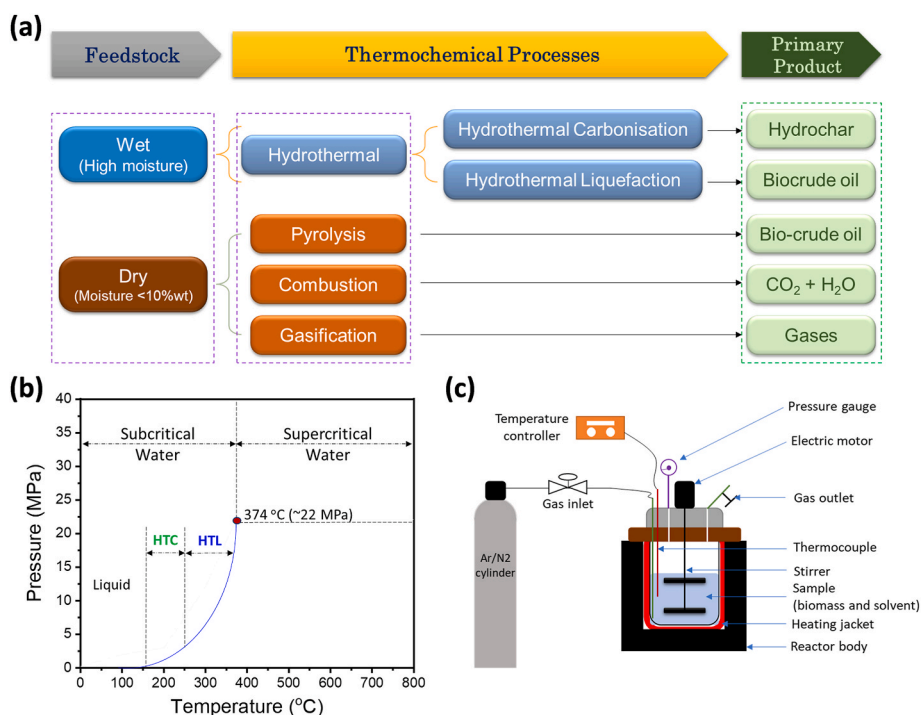 (a)
Feedstock
Thermochemical Processes
Primary
Product
Wet
(High moisture)
Hydrothermal
Hydrothermal Carbonisation
Hydrochar
Hydrothermal Liquefaction
Biocrude oil
Pyrolysis
Bio-crude oil
Dry
(Moisture <10%wt)
Combustion
CO₂ + H₂O
Gasification
Gases
(b)
40
35
30
25
20
15
10
5
0
Pressure (MPa)
Subcritical
Water
Supercritical
Water
374 ºC (~22 MPa)
HTC
HTL
Liquid
0 100 200 300 400 500 600 700 800
Temperature (ºC)
(c)
Temperature
controller
Pressure gauge
Electric motor
Gas inlet
Gas outlet
Ar/N2
cylinder
Thermocouple
Stirrer
Sample
(biomass and solvent)
Heating jacket
Reactor body